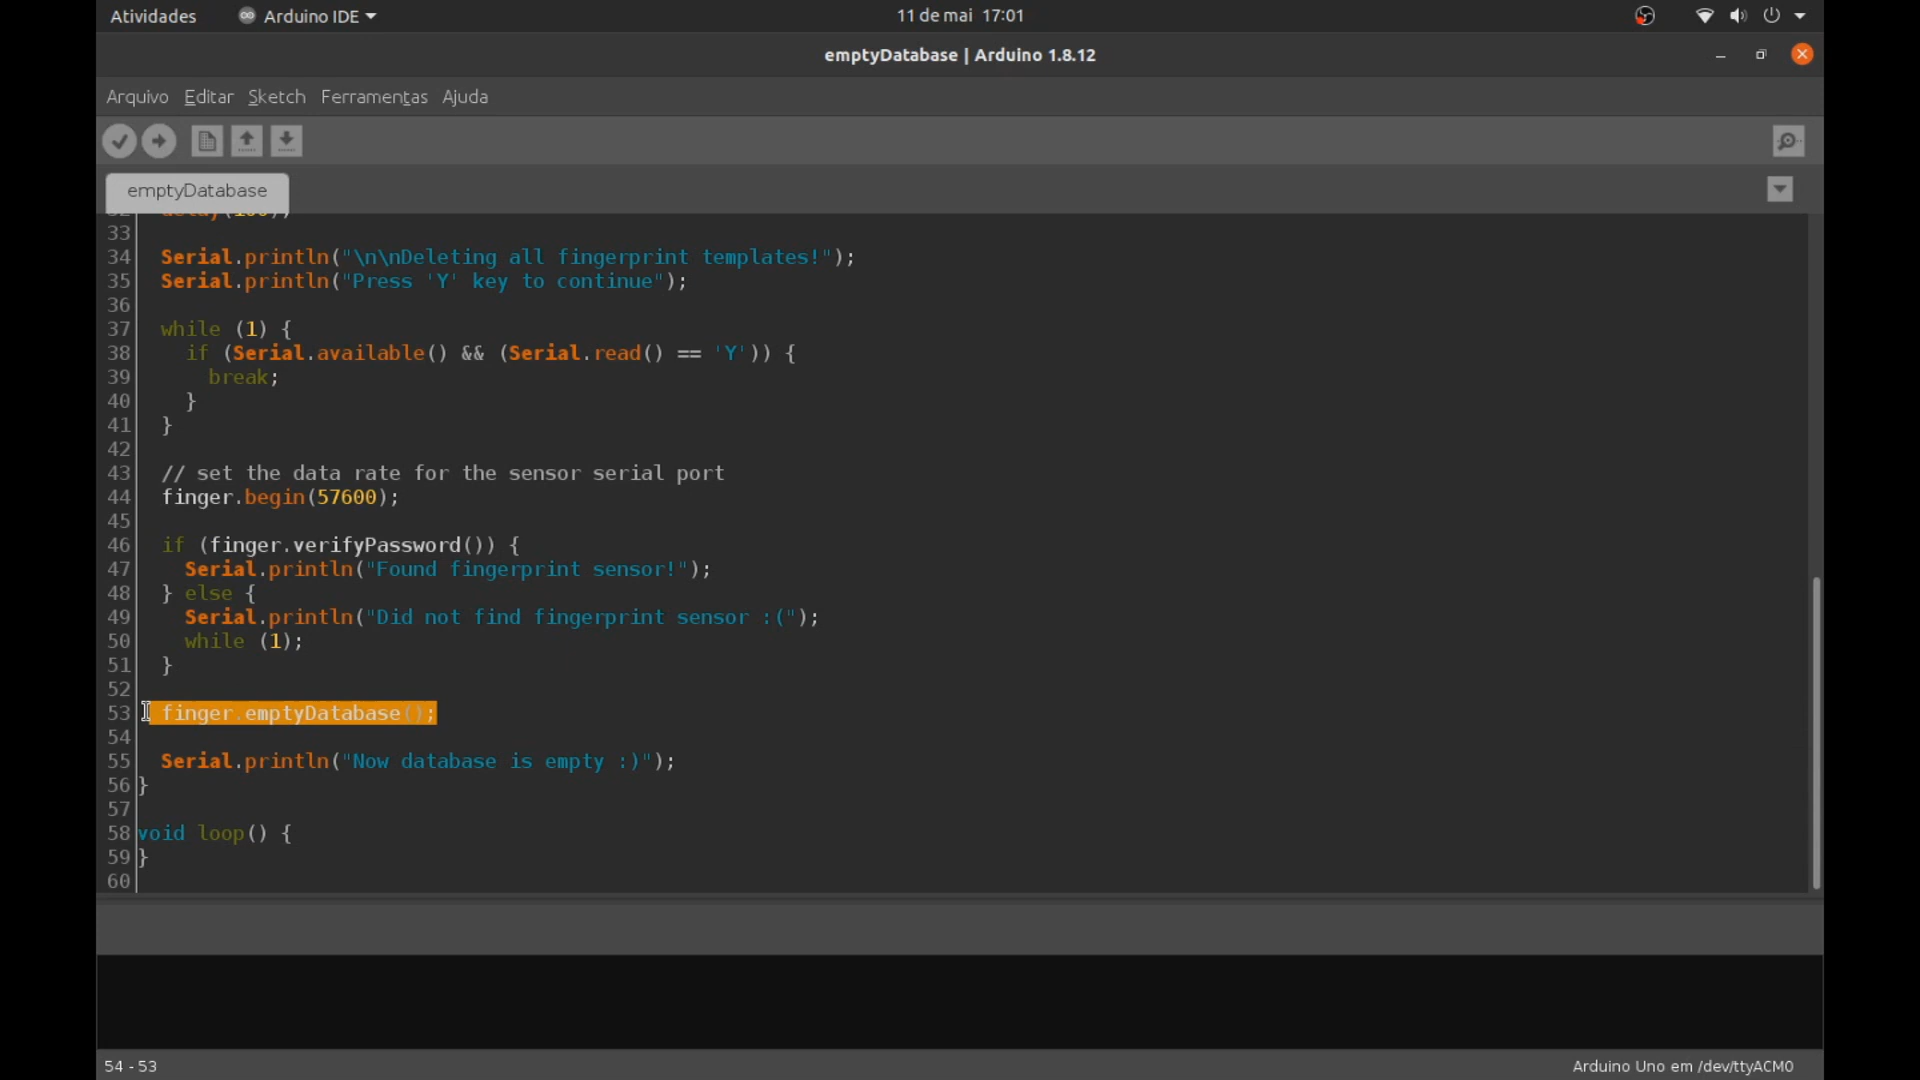 Atividades Arduino IDE 11 de mai 17:01
emptyDatabase | Arduino 1.8.12
Arquivo Editar Sketch Ferramentas Ajuda
emptyDatabase
33
34 Serial.println("\n\nDeleting all fingerprint templates!");
35 Serial.println("Press 'Y' key to continue");
36
37 while (1) {
38 if (Serial.available() && (Serial.read() == 'Y')) {
39 break;
40 }
41 }
42
43 // set the data rate for the sensor serial port
44 finger.begin(57600);
45
46 if (finger.verifyPassword()) {
47 Serial.println("Found fingerprint sensor!");
48 } else {
49 Serial.println("Did not find fingerprint sensor :(");
50 while (1);
51 }
52
53 finger.emptyDatabase();
54
55 Serial.println("Now database is empty :)");
56 }
57
58 void loop() {
59 }
60
54 - 53 Arduino Uno em /dev/ttyACM0